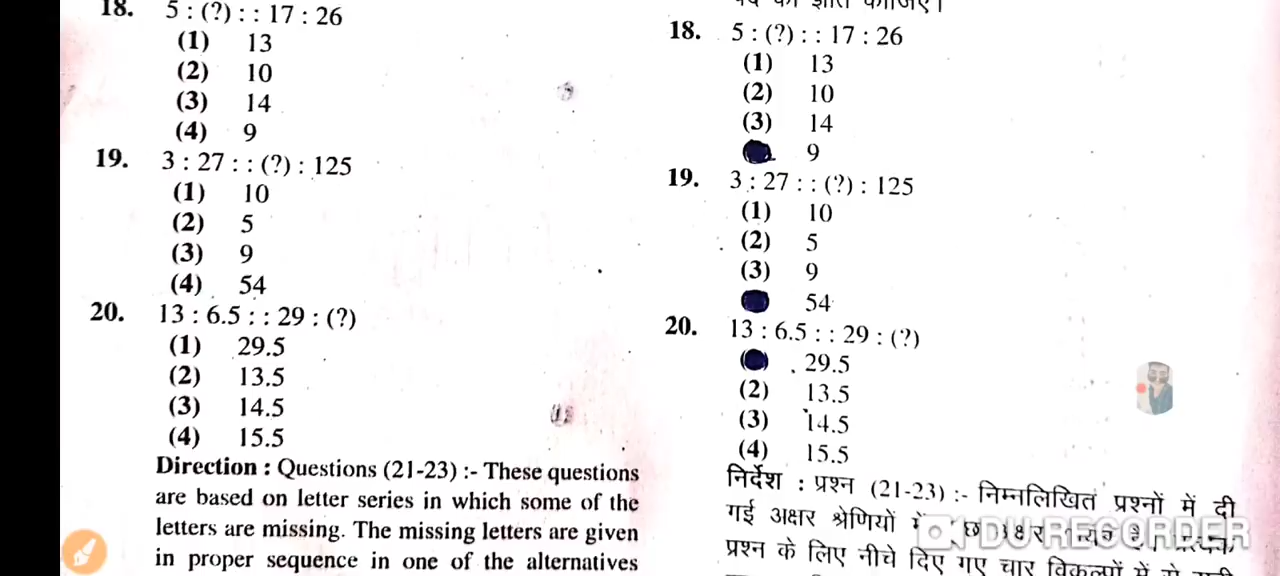 18. 5 : (?) : : 17 : 26
(1) 13
(2) 10
(3) 14
(4) 9
19. 3 : 27 : : (?) : 125
(1) 10
(2) 5
(3) 9
(4) 54
20. 13 : 6.5 : : 29 : (?)
(1) 29.5
(2) 13.5
(3) 14.5
(4) 15.5
Direction : Questions (21-23) :- These questions
are based on letter series in which some of the
letters are missing. The missing letters are given
in proper sequence in one of the alternatives
18. 5 : (?) : : 17 : 26
(1) 13
(2) 10
(3) 14
9
19. 3 : 27 : : (?) : 125
(1) 10
(2) 5
(3) 9
54
20. 13 : 6.5 : : 29 : (?)
29.5
(2) 13.5
(3) 14.5
(4) 15.5
निर्देश : प्रश्न (21-23) :- निम्नलिखित प्रश्नों में दी
गई अक्षर श्रेणियों
प्रश्न के लिए नीचे दिए गए चार विकल्पों में से
DU RECORDER